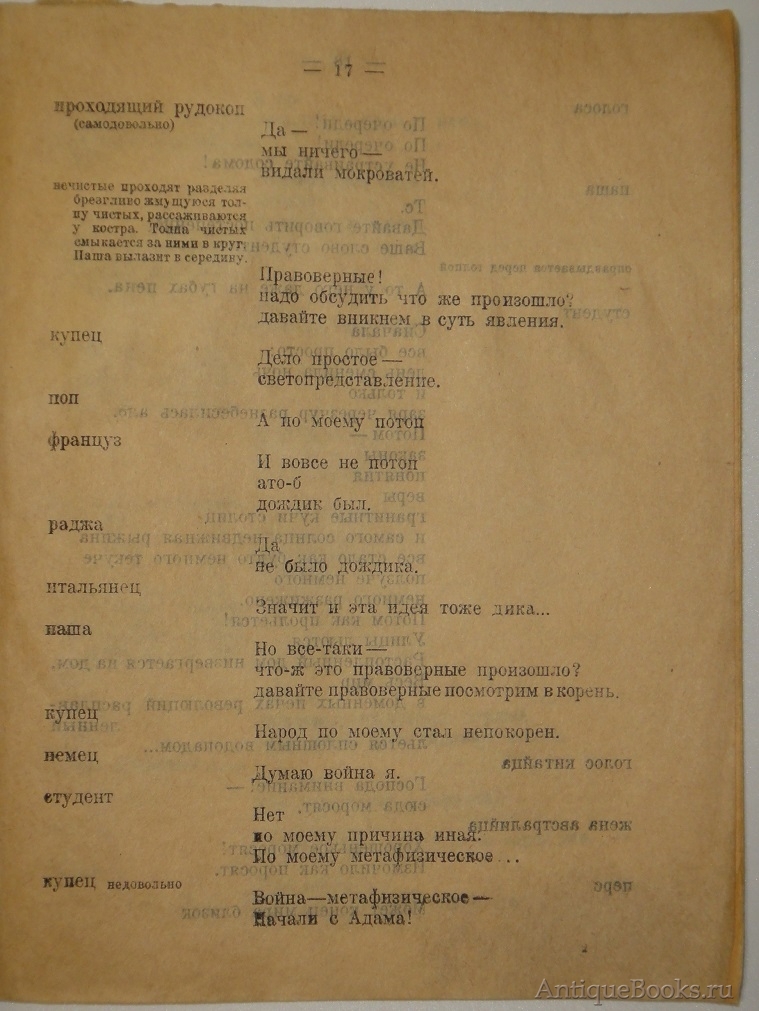 — 17 —
проходящий рудокоп
(самодовольно)
Да —
мы ничего —
видали мокроватей.
нечистые проходят разделяя
брезгливо жмущуюся тол-
пу чистых, рассаживаются
у костра. Толпа чистых
смыкается за ними в круг.
Паша вылазит в середину.
Правоверные!
надо обсудить что же произошло?
давайте вникнем в суть явления.
купец
Дело простое —
светопредставление.
поп
А по моему потоп
француз
И вовсе не потоп
ато-б
дождик был.
раджа
Да
не было дождика.
итальянец
Значит и эта идея тоже дика...
паша
Но все-таки —
что-ж это правоверные произошло?
давайте правоверные посмотрим в корень.
купец
Народ по моему стал непокорен.
немец
Думаю война я.
студент
Нет
по моему причина иная.
По моему метафизическое...
купец недовольно
Война—метафизическое —
Начали с Адама!
AntiqueBooks.ru